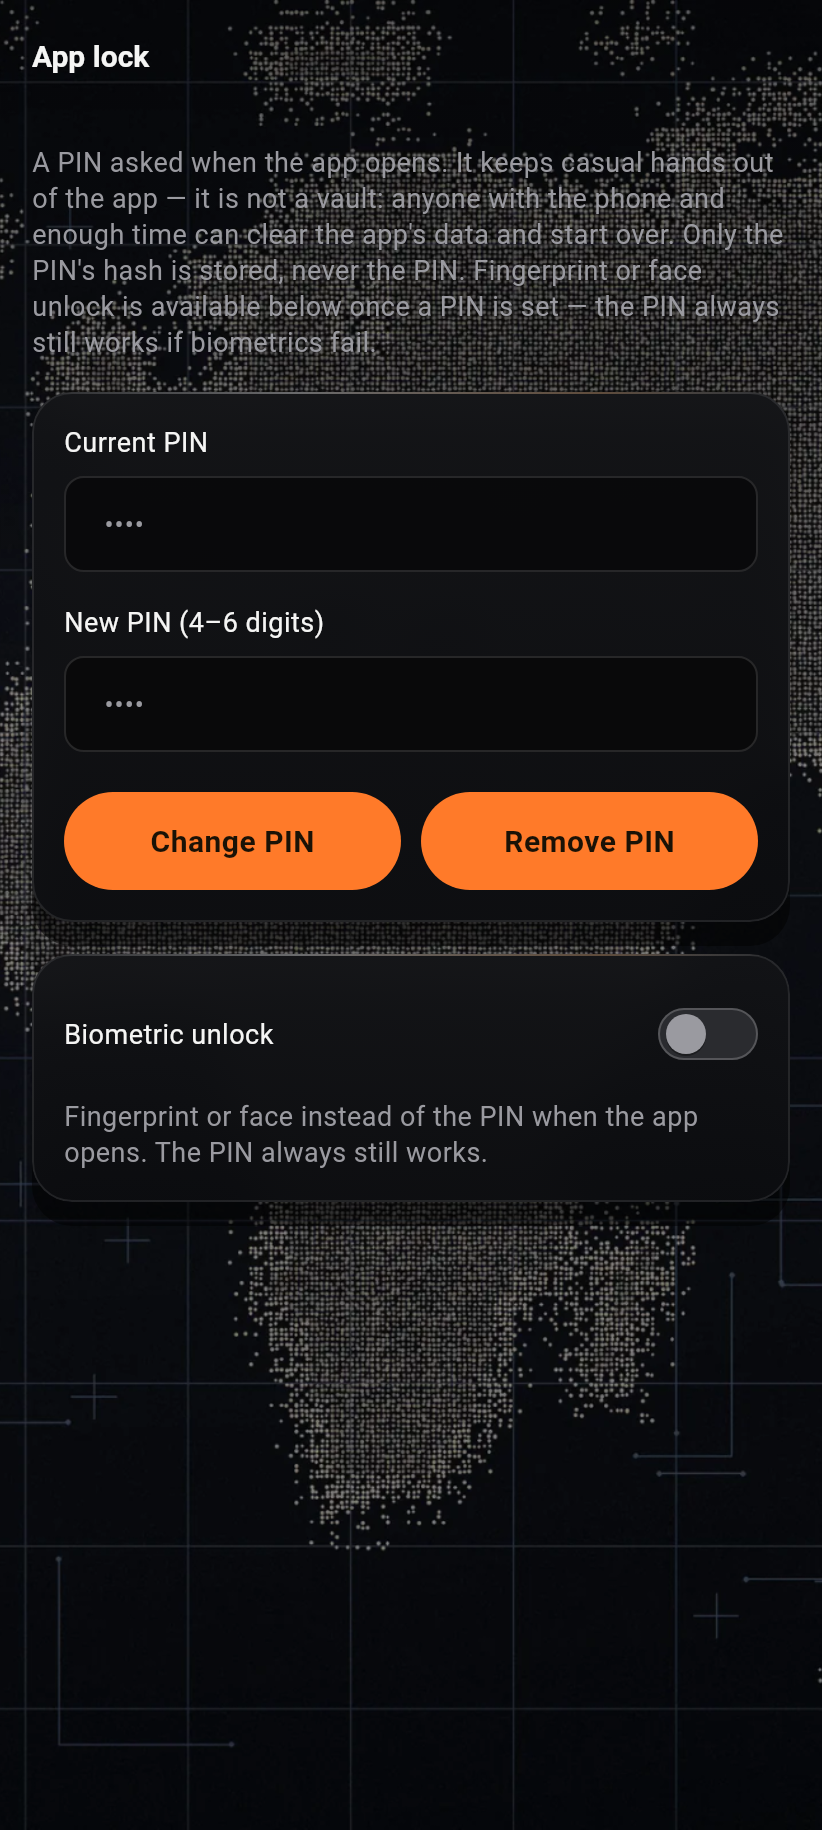 App lock
A PIN asked when the app opens. It keeps casual hands out
of the app — it is not a vault: anyone with the phone and
enough time can clear the app's data and start over. Only the
PIN's hash is stored, never the PIN. Fingerprint or face
unlock is available below once a PIN is set — the PIN always
still works if biometrics fail.
Current PIN
••••
New PIN (4–6 digits)
••••
Change PIN
Remove PIN
Biometric unlock
Fingerprint or face instead of the PIN when the app
opens. The PIN always still works.